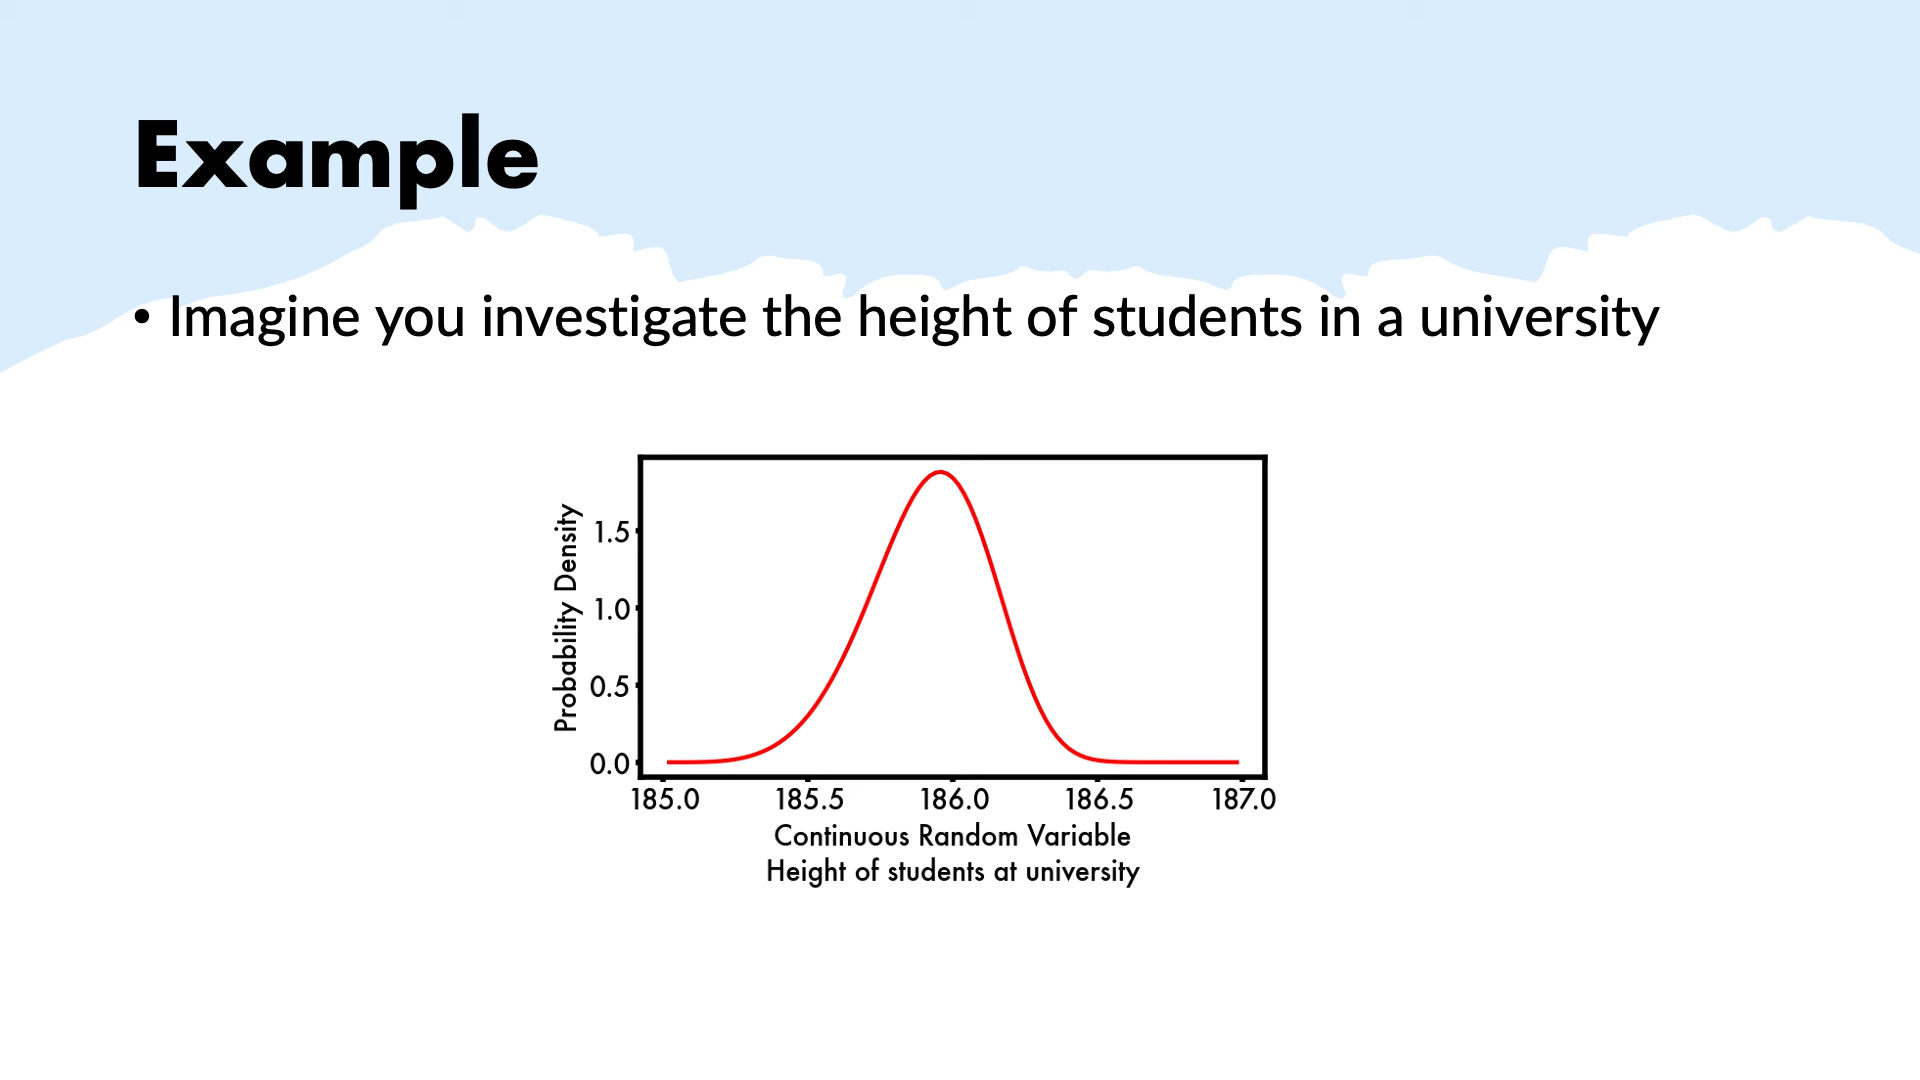 Example
• Imagine you investigate the height of students in a university
Probability Density
1.5
1.0
0.5
0.0
185.0 185.5 186.0 186.5 187.0
Continuous Random Variable
Height of students at university